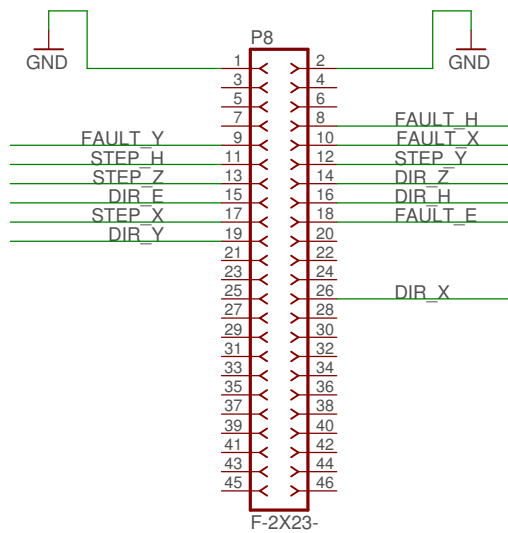 P8
GND GND
1 2
3 4
5 6
7 8 FAULT_H
FAULT_Y 9 10 FAULT_X
STEP_H 11 12 STEP_Y
STEP_Z 13 14 DIR_Z
DIR_E 15 16 DIR_H
STEP_X 17 18 FAULT_E
DIR_Y 19 20
21 22
23 24
25 26 DIR_X
27 28
29 30
31 32
33 34
35 36
37 38
39 40
41 42
43 44
45 46
F-2X23-